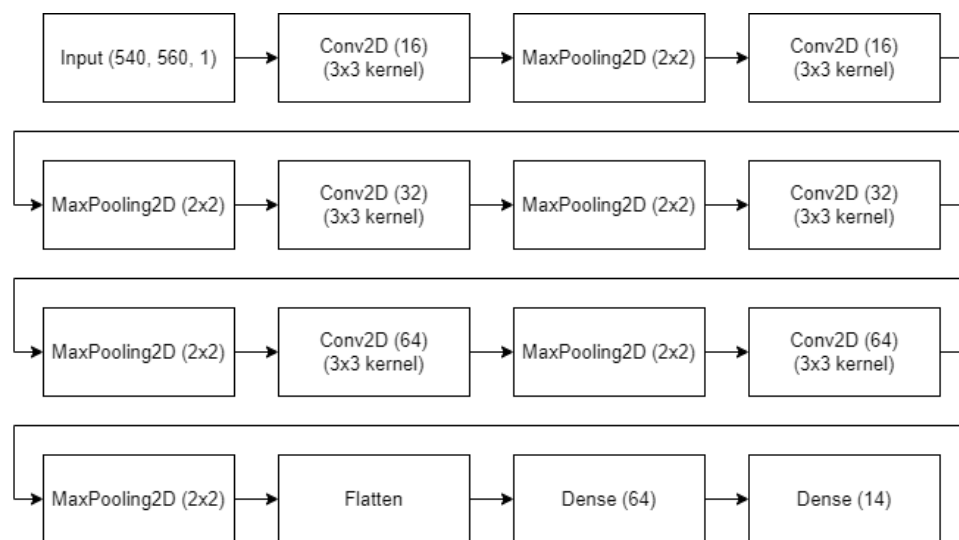 Input (540, 560, 1)
Conv2D (16)
(3x3 kernel)
MaxPooling2D (2x2)
Conv2D (16)
(3x3 kernel)
MaxPooling2D (2x2)
Conv2D (32)
(3x3 kernel)
MaxPooling2D (2x2)
Conv2D (32)
(3x3 kernel)
MaxPooling2D (2x2)
Conv2D (64)
(3x3 kernel)
MaxPooling2D (2x2)
Conv2D (64)
(3x3 kernel)
MaxPooling2D (2x2)
Flatten
Dense (64)
Dense (14)